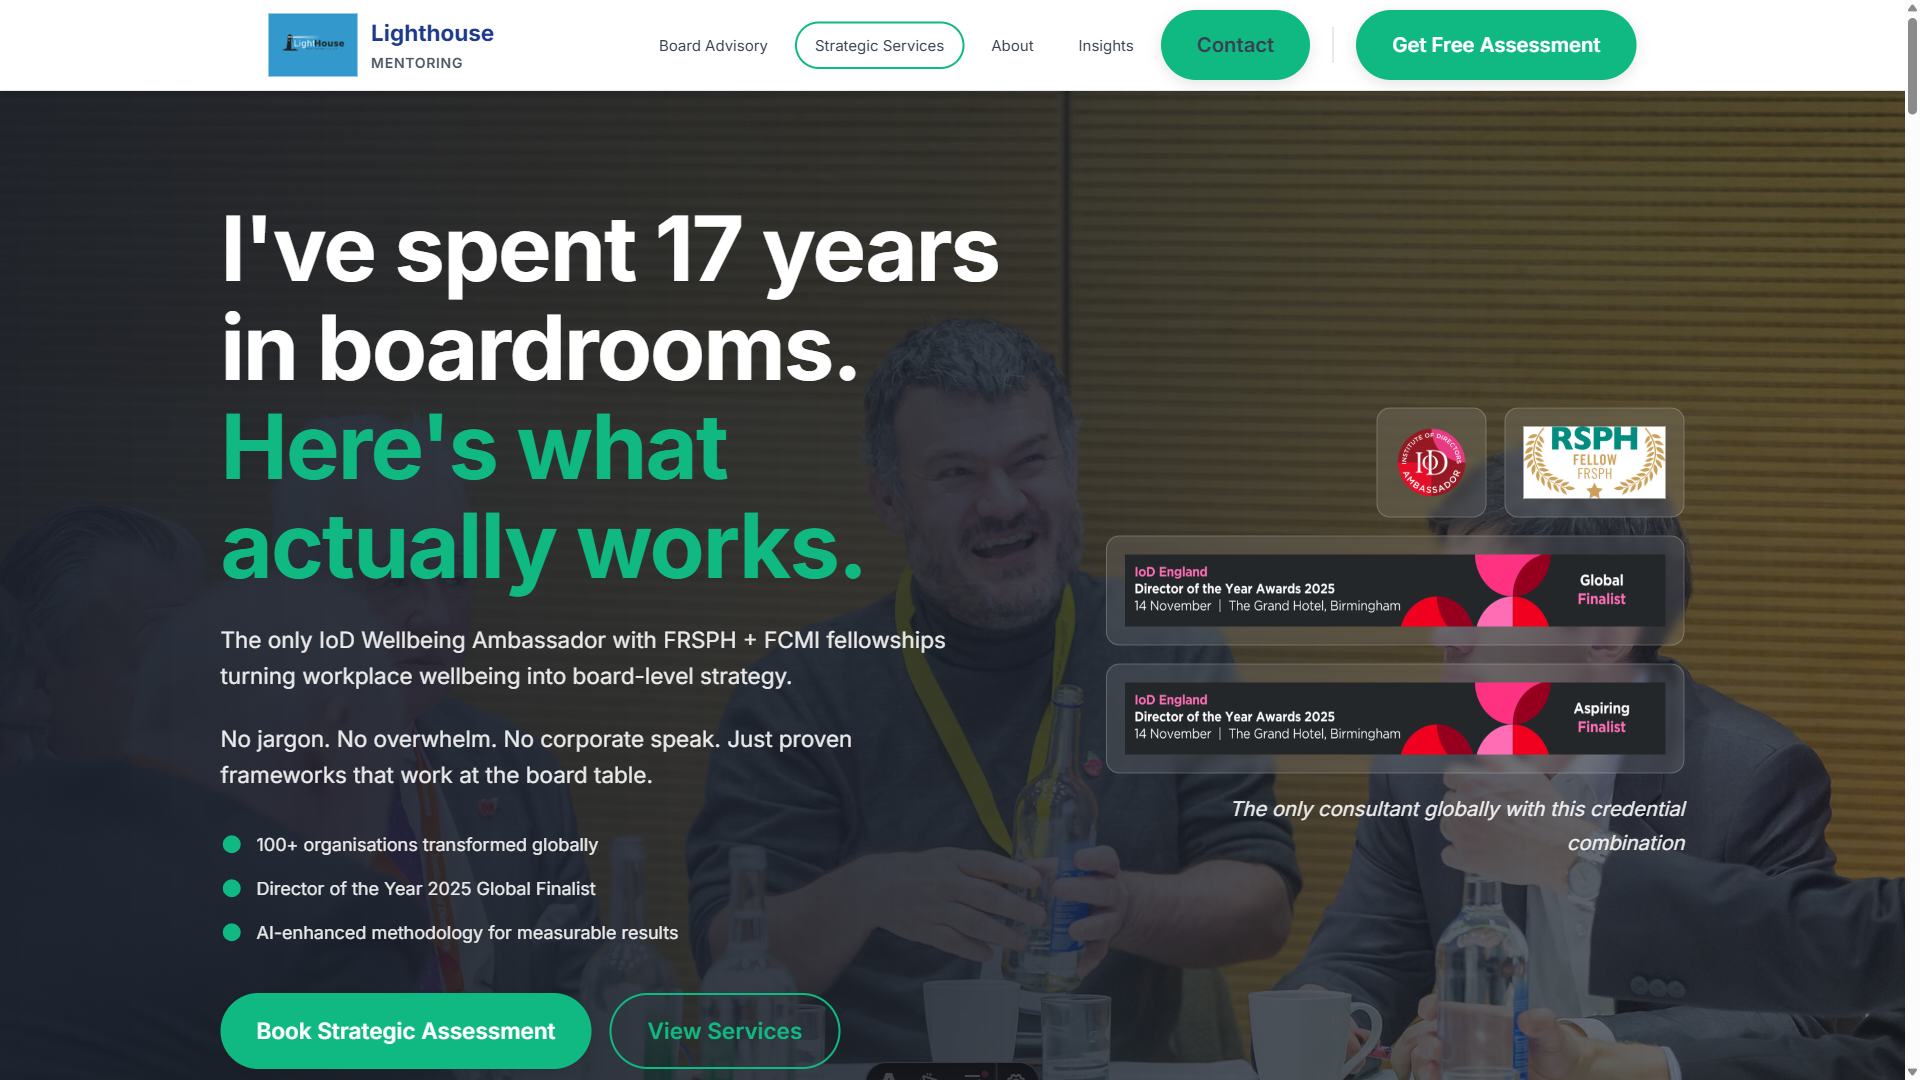 LightHouse
Lighthouse
MENTORING
Board Advisory
Strategic Services
About
Insights
Contact
Get Free Assessment
I've spent 17 years
in boardrooms.
Here's what
actually works.
The only IoD Wellbeing Ambassador with FRSPH + FCMI fellowships
turning workplace wellbeing into board-level strategy.
No jargon. No overwhelm. No corporate speak. Just proven
frameworks that work at the board table.
100+ organisations transformed globally
Director of the Year 2025 Global Finalist
AI-enhanced methodology for measurable results
Book Strategic Assessment
View Services
INSTITUTE OF DIRECTORS
IoD
AMBASSADOR
RSPH
FELLOW
FRSPH
IoD England
Director of the Year Awards 2025
14 November | The Grand Hotel, Birmingham
Global
Finalist
IoD England
Director of the Year Awards 2025
14 November | The Grand Hotel, Birmingham
Aspiring
Finalist
The only consultant globally with this credential
combination